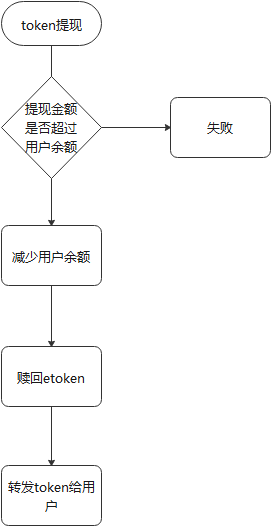 token提现
提现金额
是否超过
用户余额
失败
减少用户余额
赎回etoken
转发token给用
户